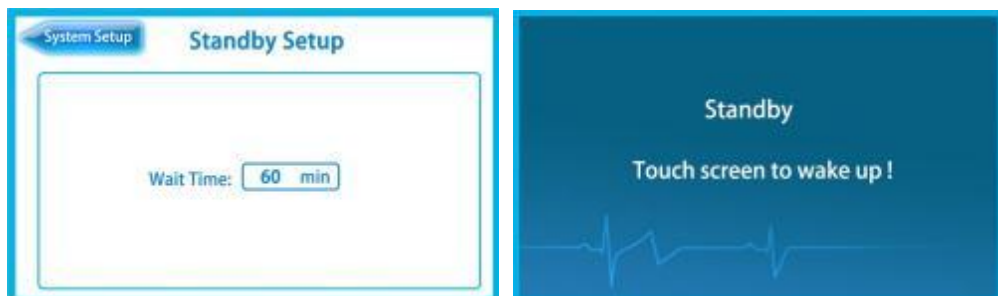 System Setup
Standby Setup
Wait Time: 60 min
Standby
Touch screen to wake up !